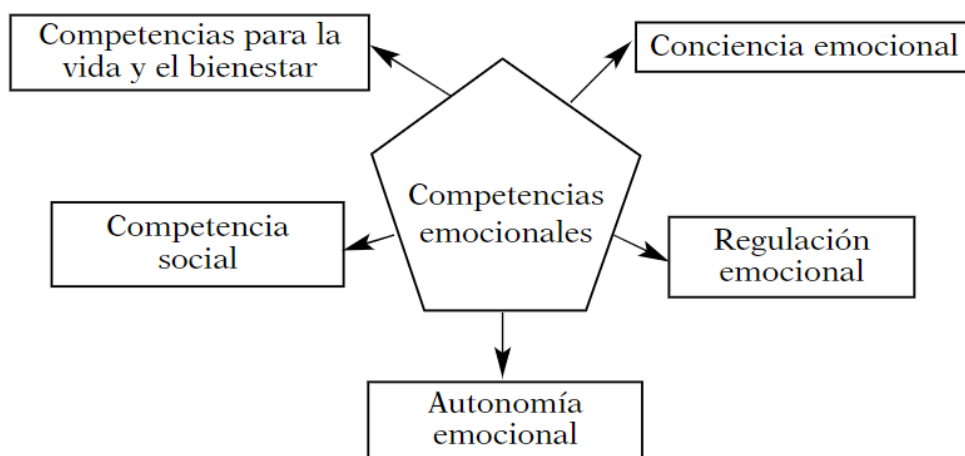 Competencias para la
vida y el bienestar
Conciencia emocional
Competencias
emocionales
Competencia
social
Regulación
emocional
Autonomía
emocional